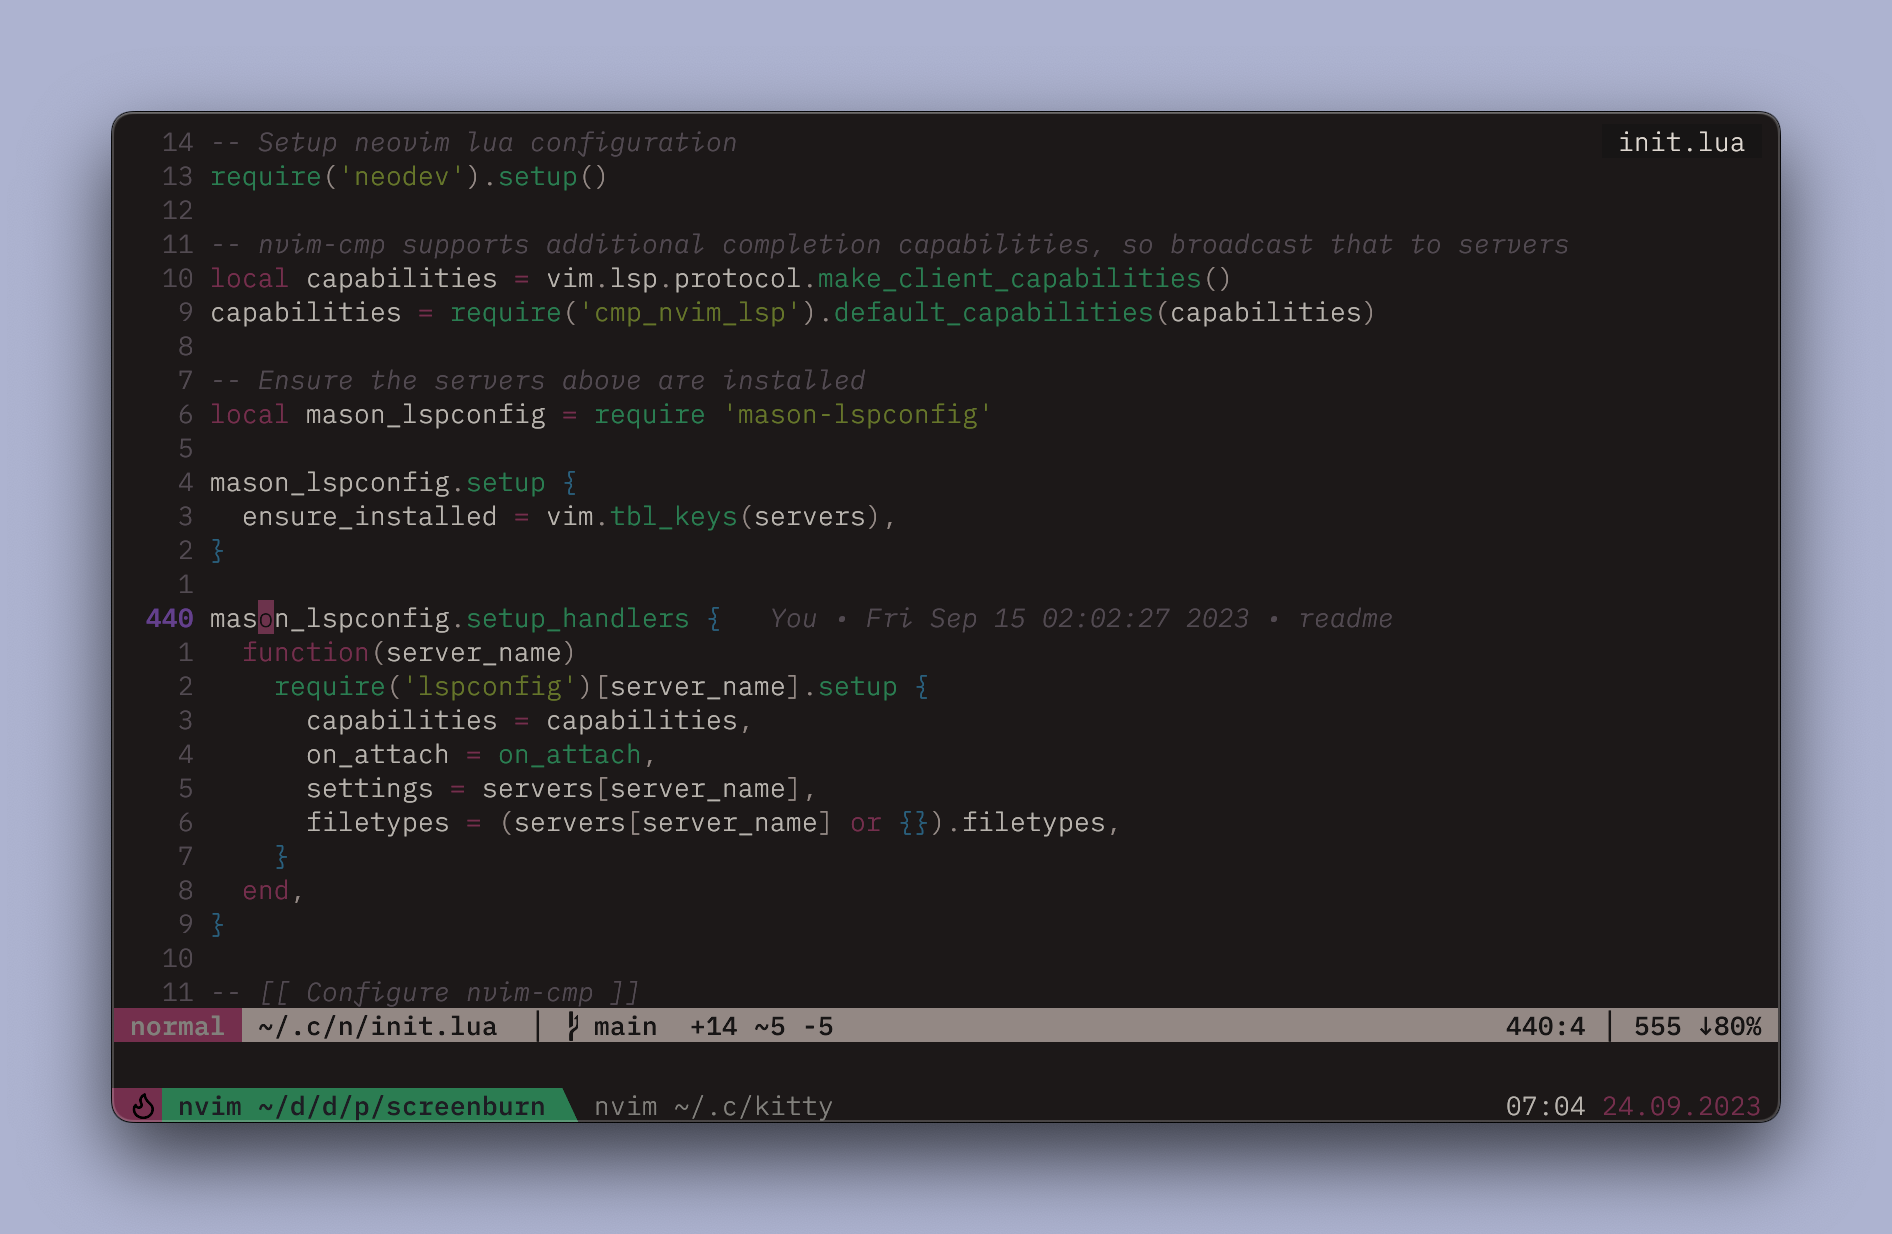 14 -- Setup neovim lua configuration init.lua
13 require('neodev').setup()
12
11 -- nvim-cmp supports additional completion capabilities, so broadcast that to servers
10 local capabilities = vim.lsp.protocol.make_client_capabilities()
9 capabilities = require('cmp_nvim_lsp').default_capabilities(capabilities)
8
7 -- Ensure the servers above are installed
6 local mason_lspconfig = require 'mason-lspconfig'
5
4 mason_lspconfig.setup {
3   ensure_installed = vim.tbl_keys(servers),
2 }
1
440 mason_lspconfig.setup_handlers {   You • Fri Sep 15 02:02:27 2023 • readme
1   function(server_name)
2     require('lspconfig')[server_name].setup {
3       capabilities = capabilities,
4       on_attach = on_attach,
5       settings = servers[server_name],
6       filetypes = (servers[server_name] or {}).filetypes,
7     }
8   end,
9 }
10
11 -- [[ Configure nvim-cmp ]]
normal ~/.c/n/init.lua │ main +14 ~5 -5 440:4 │ 555 ↓80%
nvim ~/d/d/p/screenburn nvim ~/.c/kitty 07:04 24.09.2023